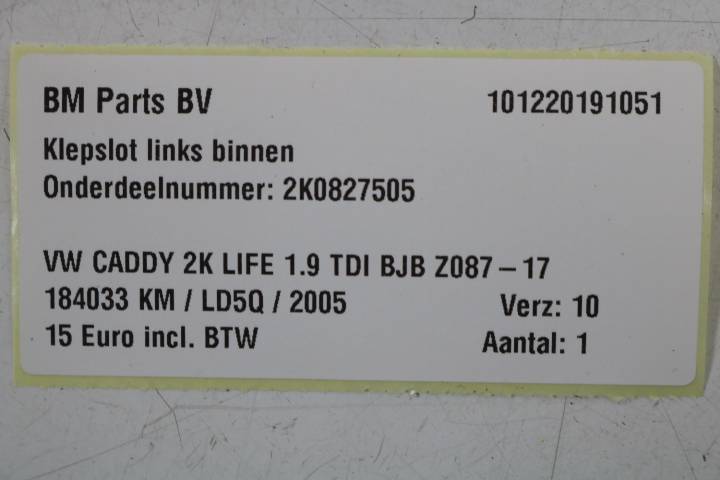 BM Parts BV 101220191051
Klepslot links binnen
Onderdeelnummer: 2K0827505
VW CADDY 2K LIFE 1.9 TDI BJB Z087 – 17
184033 KM / LD5Q / 2005 Verz: 10
15 Euro incl. BTW Aantal: 1